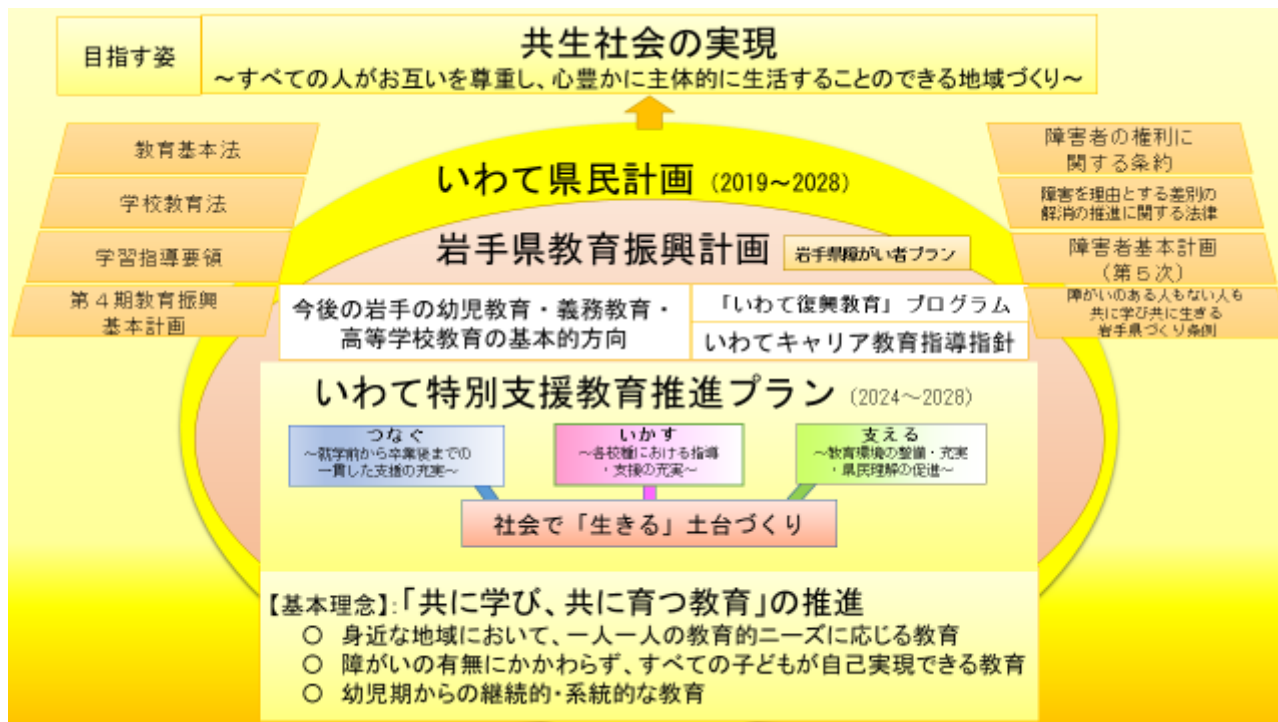 目指す姿
共生社会の実現
～すべての人がお互いを尊重し、心豊かに主体的に生活することのできる地域づくり～
教育基本法
学校教育法
学習指導要領
第４期教育振興
基本計画
障害者の権利に
関する条約
障害を理由とする差別の
解消の推進に関する法律
障害者基本計画
（第５次）
障がいのある人もない人も
共に学び共に生きる
岩手県づくり条例
いわて県民計画（2019～2028）
岩手県教育振興計画
岩手県障がい者プラン
今後の岩手の幼児教育・義務教育・
高等学校教育の基本的方向
「いわて復興教育」プログラム
いわてキャリア教育指導指針
いわて特別支援教育推進プラン（2024～2028）
つなぐ
～就学前から卒業後までの
一貫した支援の充実～
いかす
～各校種における指導
・支援の充実～
支える
～教育環境の整備・充実
・県民理解の促進～
社会で「生きる」土台づくり
【基本理念】：「共に学び、共に育つ教育」の推進
○ 身近な地域において、一人一人の教育的ニーズに応じる教育
○ 障がいの有無にかかわらず、すべての子どもが自己実現できる教育
○ 幼児期からの継続的・系統的な教育